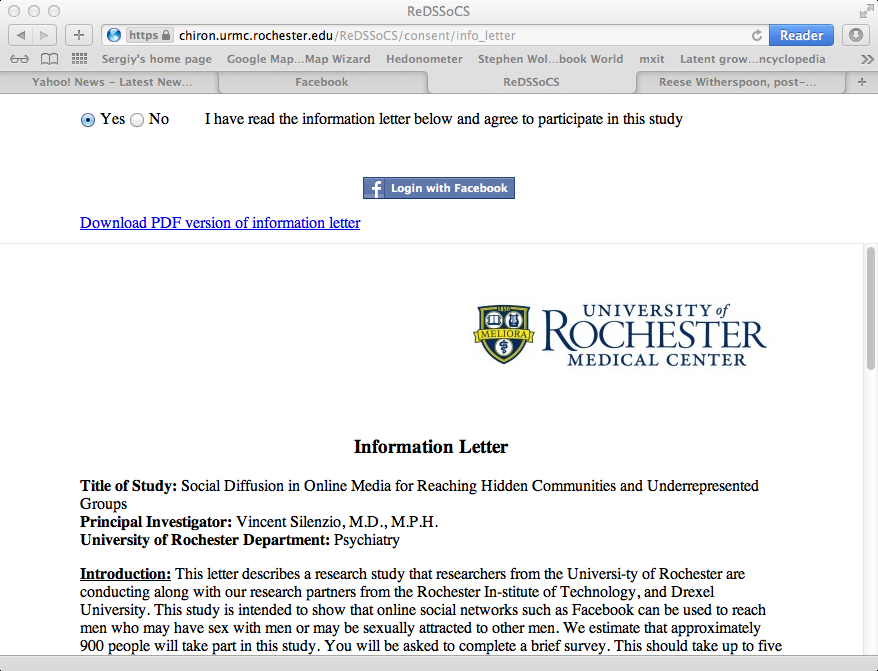 ReDSSoCS
https chiron.urmc.rochester.edu/ReDSSoCS/consent/info_letter Reader
Sergiy's home page Google Map...Map Wizard Hedonometer Stephen Wol...book World mxit Latent grow...ncyclopedia
Yahoo! News – Latest New... Facebook ReDSSoCS Reese Witherspoon, post-...
Yes No I have read the information letter below and agree to participate in this study
f Login with Facebook
Download PDF version of information letter
1850
MELIORA
UNIVERSITY of
ROCHESTER
MEDICAL CENTER
Information Letter
Title of Study: Social Diffusion in Online Media for Reaching Hidden Communities and Underrepresented
Groups
Principal Investigator: Vincent Silenzio, M.D., M.P.H.
University of Rochester Department: Psychiatry
Introduction: This letter describes a research study that researchers from the Universi-ty of Rochester are
conducting along with our research partners from the Rochester In-stitute of Technology, and Drexel
University. This study is intended to show that online social networks such as Facebook can be used to reach
men who may have sex with men or may be sexually attracted to other men. We estimate that approximately
900 people will take part in this study. You will be asked to complete a brief survey. This should take up to five